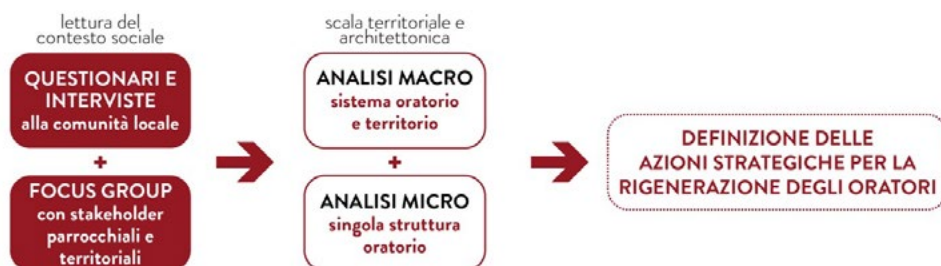 lettura del
contesto sociale
QUESTIONARI E
INTERVISTE
alla comunità locale
+
FOCUS GROUP
con stakeholder
parrocchiali e
territoriali
scala territoriale e
architettonica
ANALISI MACRO
sistema oratorio
e territorio
+
ANALISI MICRO
singola struttura
oratorio
DEFINIZIONE DELLE
AZIONI STRATEGICHE PER LA
RIGENERAZIONE DEGLI ORATORI